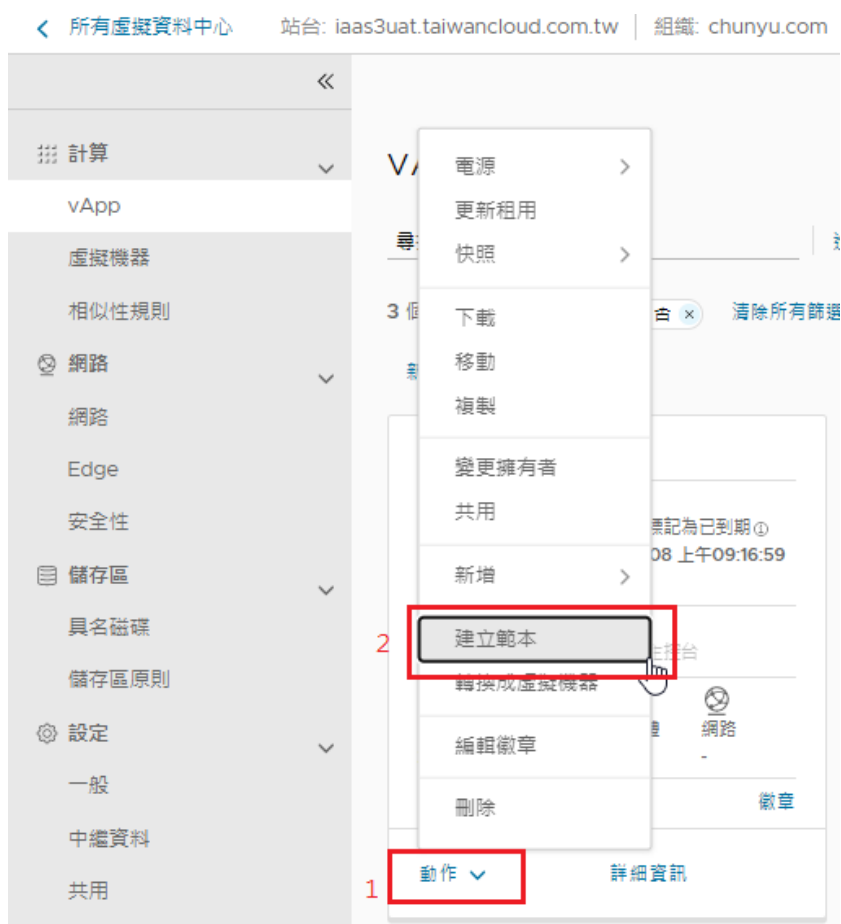 所有虛擬資料中心 站台: iaas3uat.taiwancloud.com.tw 組織: chunyu.com
計算
vApp
虛擬機器
相似性規則
網路
網路
Edge
安全性
儲存區
具名磁碟
儲存區原則
設定
一般
中繼資料
共用
電源
更新租用
快照
3 個
清除所有篩選
下載
移動
複製
變更擁有者
共用
標記為已到期
08 上午09:16:59
新增
2
建立範本
主控台
轉換成虛擬機器
網路
-
編輯徽章
徽章
刪除
1
動作
詳細資訊